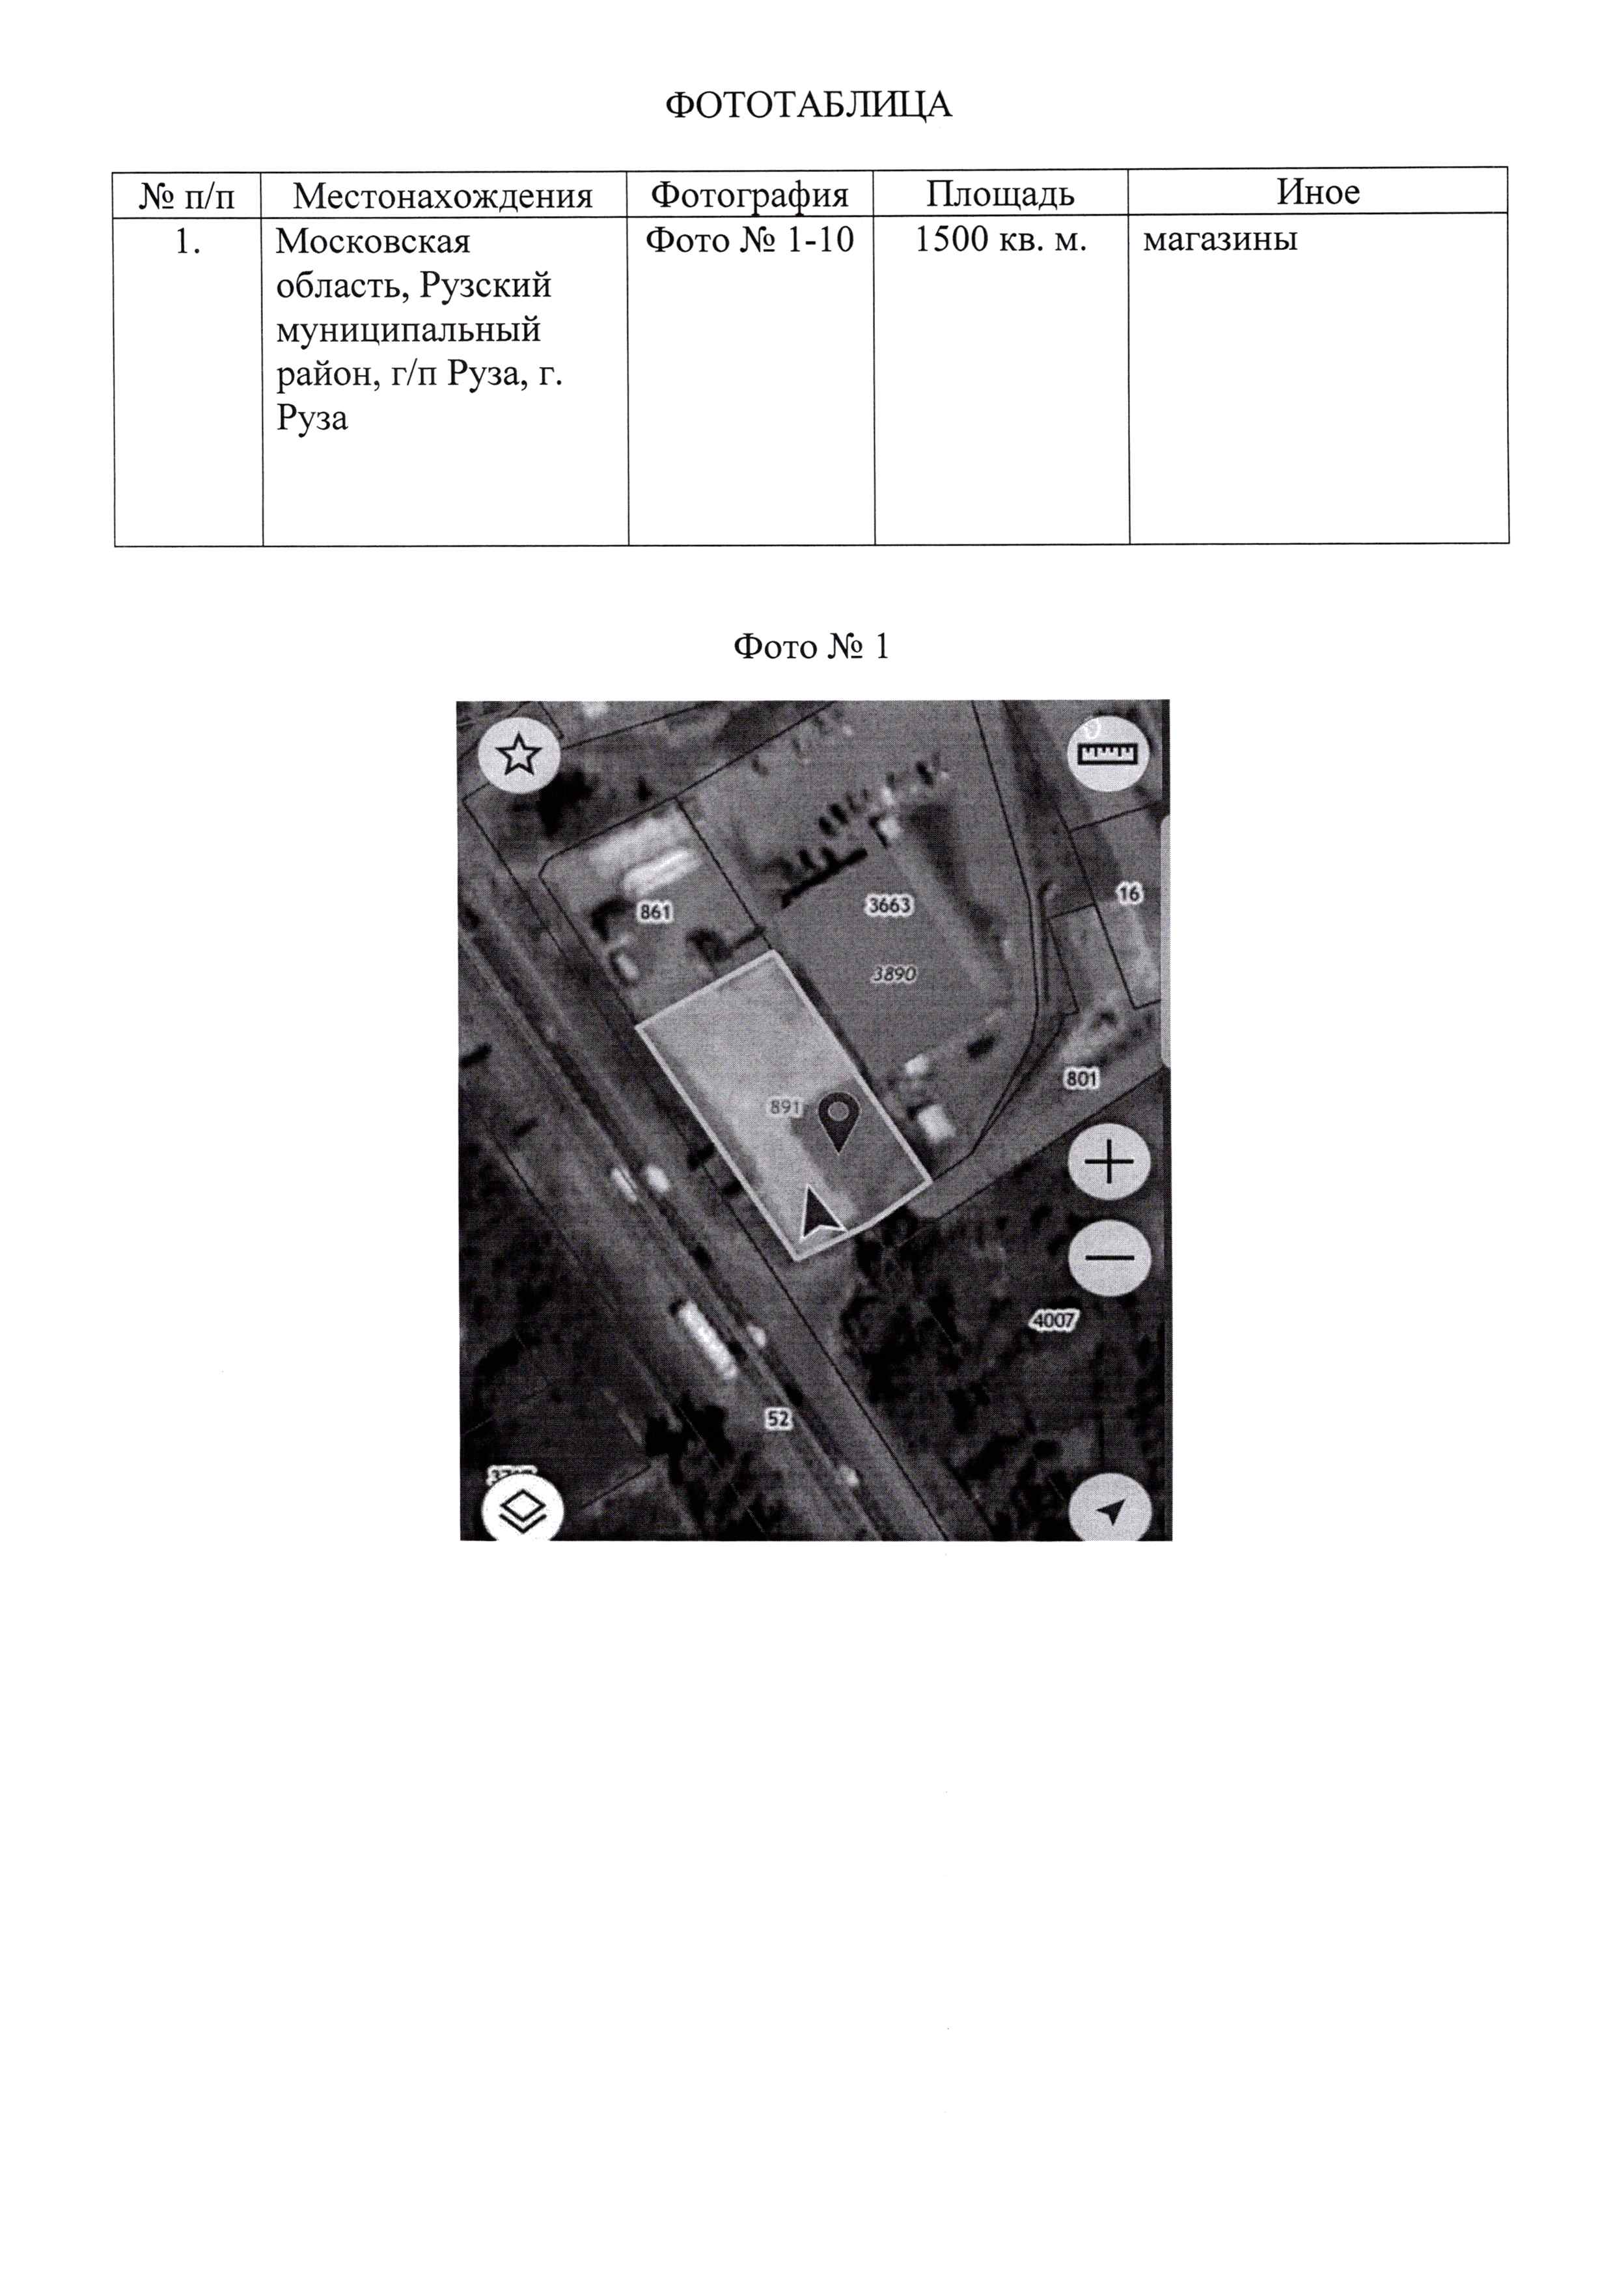 ФОТОТАБЛИЦА
№ п/п Местонахождения Фотография Площадь Иное
1. Московская область, Рузский муниципальный район, г/п Руза, г. Руза Фото № 1-10 1500 кв. м. магазины
Фото № 1
861
3663
16
3890
801
891
4007
52